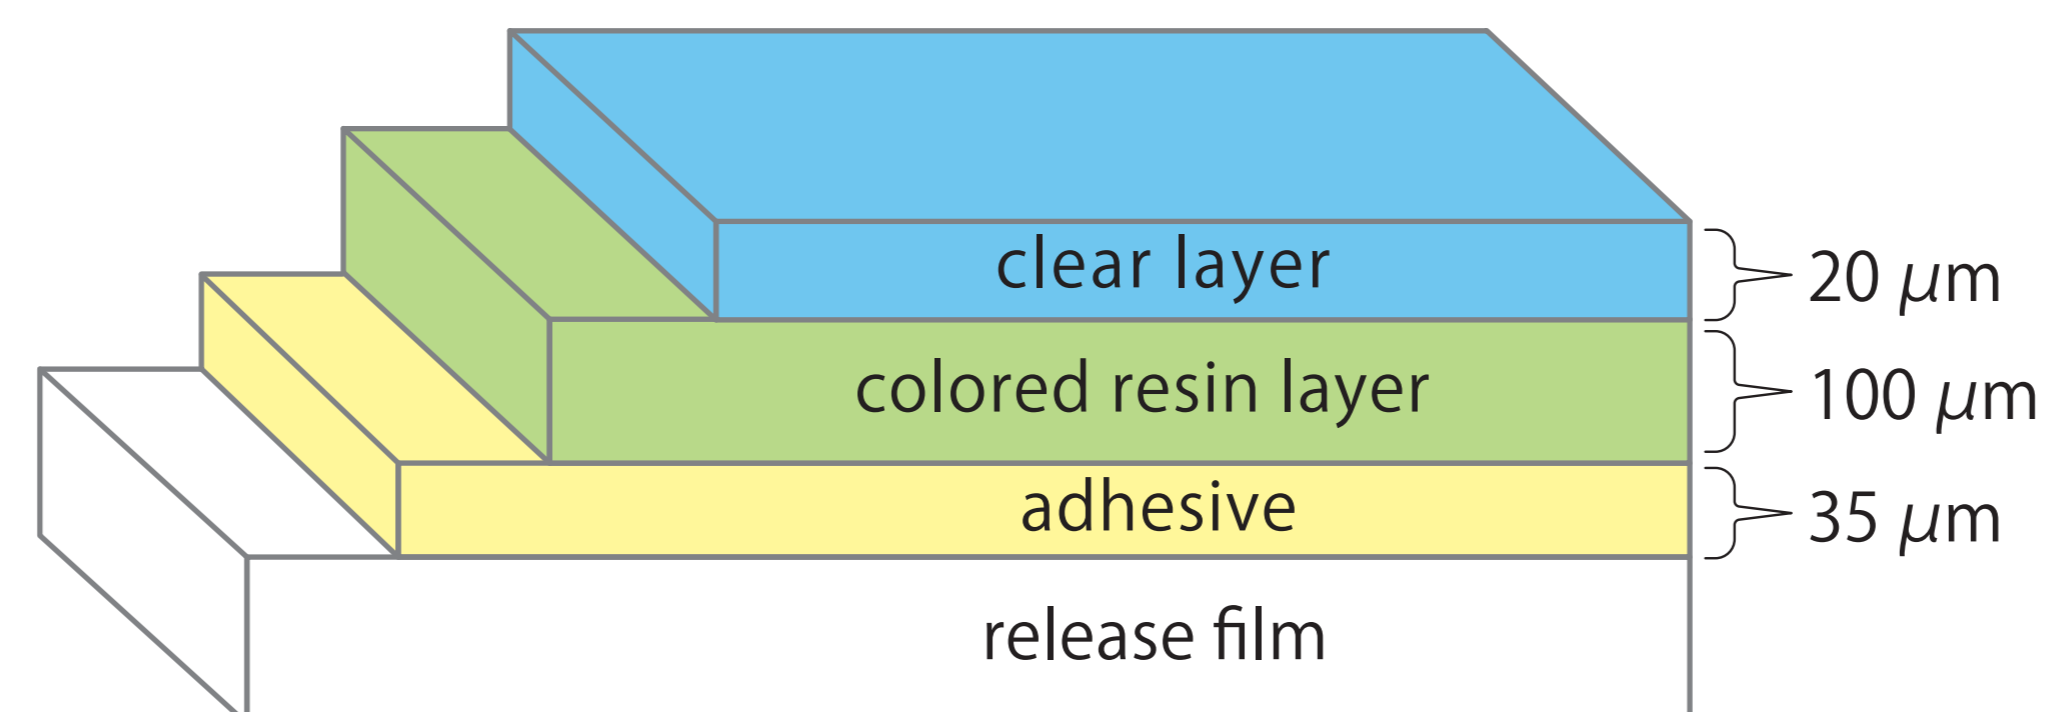 clear layer
20 μm
colored resin layer
100 μm
adhesive
35 μm
release film